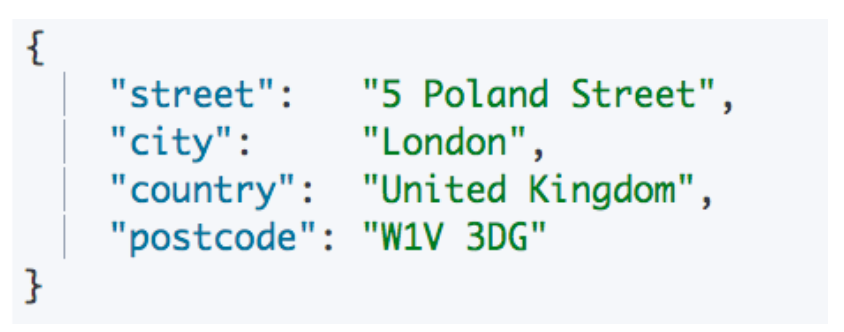 {
"street": "5 Poland Street",
"city": "London",
"country": "United Kingdom",
"postcode": "W1V 3DG"
}